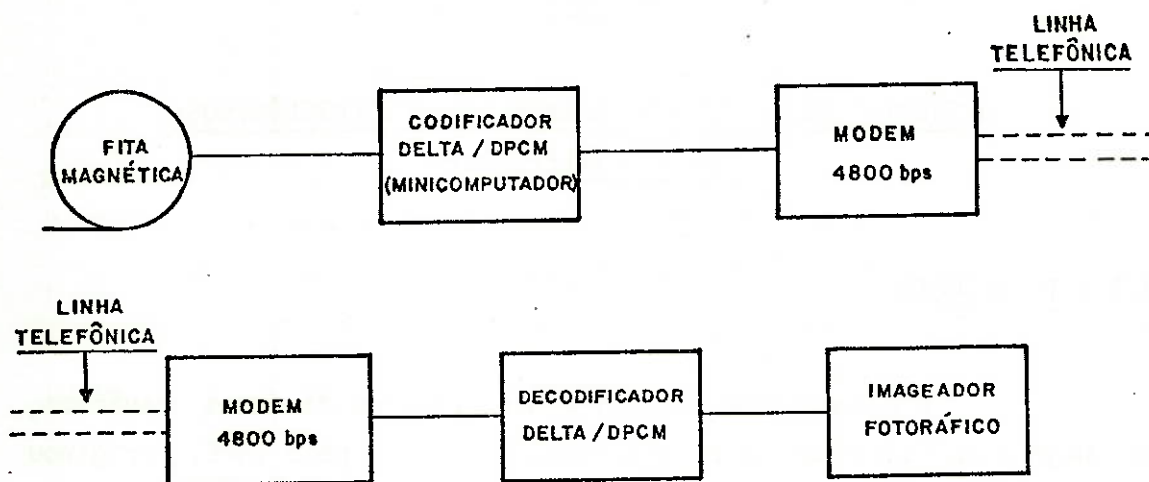 LINHA
TELEFÔNICA
FITA
MAGNÉTICA
CODIFICADOR
DELTA / DPCM
(MINICOMPUTADOR)
MODEM
4800 bps
LINHA
TELEFÔNICA
MODEM
4800 bps
DECODIFICADOR
DELTA / DPCM
IMAGEADOR
FOTORÁFICO